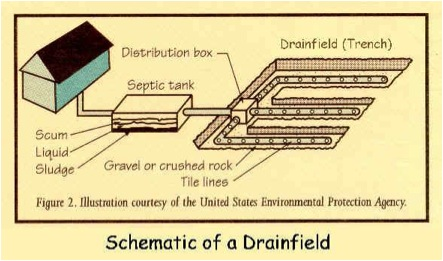 Distribution box
Drainfield (Trench)
Septic tank
Scum
Liquid
Sludge
Gravel or crushed rock
Tile lines
Figure 2. Illustration courtesy of the United States Environmental Protection Agency.
Schematic of a Drainfield